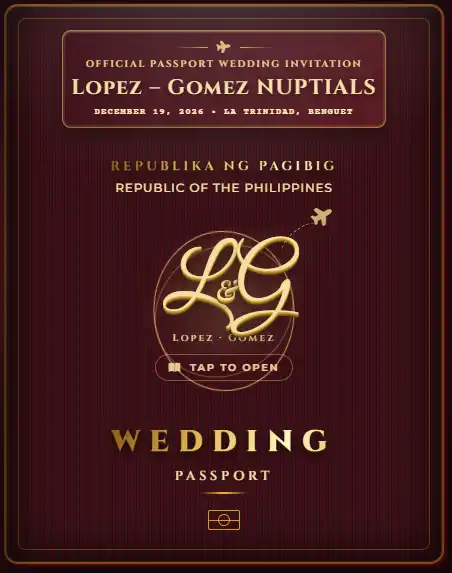 OFFICIAL PASSPORT WEDDING INVITATION
Lopez – Gomez NUPTIALS
DECEMBER 19, 2026 • LA TRINIDAD, BENGUET
REPUBLIKA NG PAGIBIG
REPUBLIC OF THE PHILIPPINES
L&G
Lopez · Gomez
TAP TO OPEN
WEDDING
PASSPORT